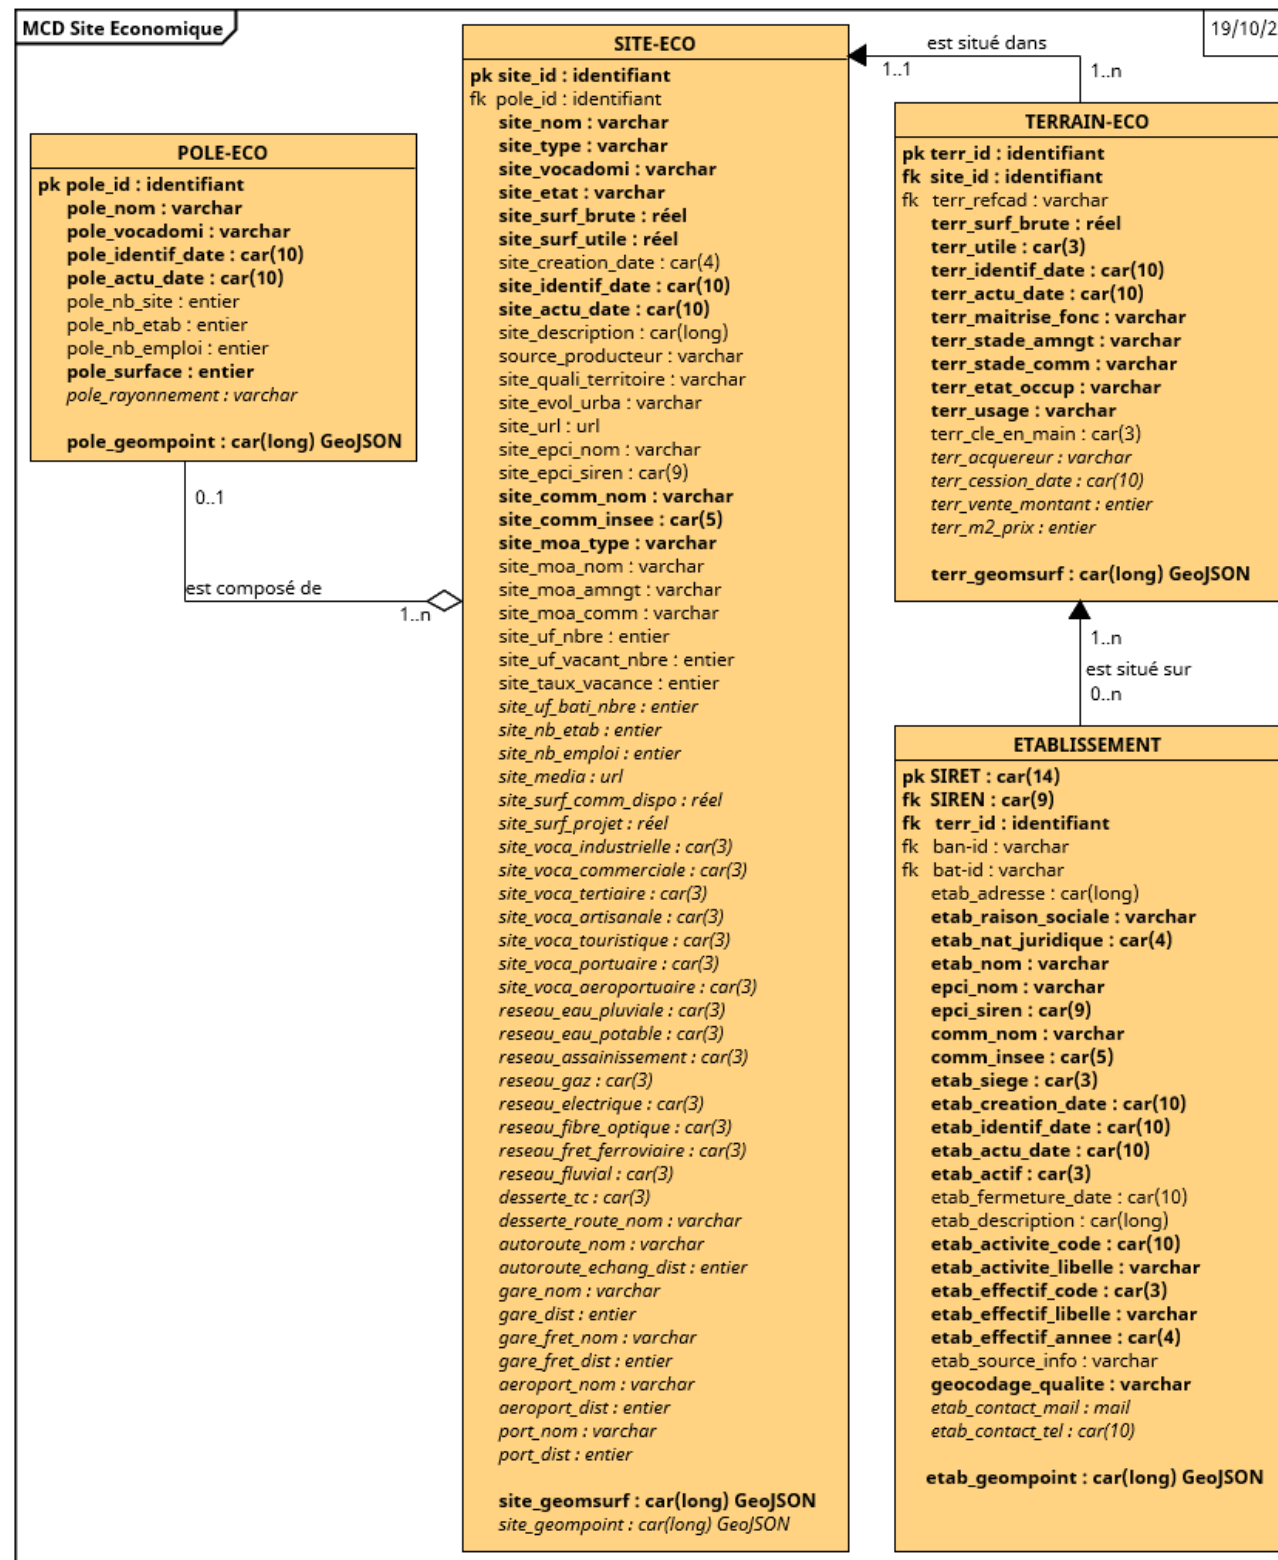 MCD Site Economique
19/10/2
POLE-ECO
pk pole_id : identifiant
pole_nom : varchar
pole_vocadomi : varchar
pole_identif_date : car(10)
pole_actu_date : car(10)
pole_nb_site : entier
pole_nb_etab : entier
pole_nb_emploi : entier
pole_surface : entier
pole_rayonnement : varchar
pole_geompoint : car(long) GeoJSON
0..1
est composé de
1..n
SITE-ECO
pk site_id : identifiant
fk pole_id : identifiant
site_nom : varchar
site_type : varchar
site_vocadomi : varchar
site_etat : varchar
site_surf_brute : réel
site_surf_utile : réel
site_creation_date : car(4)
site_identif_date : car(10)
site_actu_date : car(10)
site_description : car(long)
source_producteur : varchar
site_quali_territoire : varchar
site_evol_urba : varchar
site_url : url
site_epci_nom : varchar
site_epci_siren : car(9)
site_comm_nom : varchar
site_comm_insee : car(5)
site_moa_type : varchar
site_moa_nom : varchar
site_moa_amngt : varchar
site_moa_comm : varchar
site_uf_nbre : entier
site_uf_vacant_nbre : entier
site_taux_vacance : entier
site_uf_bati_nbre : entier
site_nb_etab : entier
site_nb_emploi : entier
site_media : url
site_surf_comm_dispo : réel
site_surf_projet : réel
site_voca_industrielle : car(3)
site_voca_commerciale : car(3)
site_voca_tertiaire : car(3)
site_voca_artisanale : car(3)
site_voca_touristique : car(3)
site_voca_portuaire : car(3)
site_voca_aeroportuaire : car(3)
reseau_eau_pluviale : car(3)
reseau_eau_potable : car(3)
reseau_assainissement : car(3)
reseau_gaz : car(3)
reseau_electrique : car(3)
reseau_fibre_optique : car(3)
reseau_fret_ferroviaire : car(3)
reseau_fluvial : car(3)
desserte_tc : car(3)
desserte_route_nom : varchar
autoroute_nom : varchar
autoroute_echang_dist : entier
gare_nom : varchar
gare_dist : entier
gare_fret_nom : varchar
gare_fret_dist : entier
aeroport_nom : varchar
aeroport_dist : entier
port_nom : varchar
port_dist : entier
site_geomsurf : car(long) GeoJSON
site_geompoint : car(long) GeoJSON
est situé dans
1..1
1..n
TERRAIN-ECO
pk terr_id : identifiant
fk site_id : identifiant
fk terr_refcad : varchar
terr_surf_brute : réel
terr_utile : car(3)
terr_identif_date : car(10)
terr_actu_date : car(10)
terr_maitrise_fonc : varchar
terr_stade_amngt : varchar
terr_stade_comm : varchar
terr_etat_occup : varchar
terr_usage : varchar
terr_cle_en_main : car(3)
terr_acquereur : varchar
terr_cession_date : car(10)
terr_vente_montant : entier
terr_m2_prix : entier
terr_geomsurf : car(long) GeoJSON
1..n
est situé sur
0..n
ETABLISSEMENT
pk SIRET : car(14)
fk SIREN : car(9)
fk terr_id : identifiant
fk ban-id : varchar
fk bat-id : varchar
etab_adresse : car(long)
etab_raison_sociale : varchar
etab_nat_juridique : car(4)
etab_nom : varchar
epci_nom : varchar
epci_siren : car(9)
comm_nom : varchar
comm_insee : car(5)
etab_siege : car(3)
etab_creation_date : car(10)
etab_identif_date : car(10)
etab_actu_date : car(10)
etab_actif : car(3)
etab_fermeture_date : car(10)
etab_description : car(long)
etab_activite_code : car(10)
etab_activite_libelle : varchar
etab_effectif_code : car(3)
etab_effectif_libelle : varchar
etab_effectif_annee : car(4)
etab_source_info : varchar
geocodage_qualite : varchar
etab_contact_mail : mail
etab_contact_tel : car(10)
etab_geompoint : car(long) GeoJSON